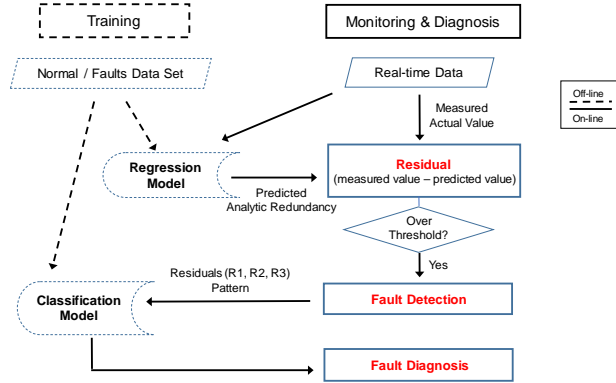 Training
Monitoring & Diagnosis
Normal / Faults Data Set
Real-time Data
Off-line
On-line
Measured
Actual Value
Regression
Model
Residual
(measured value – predicted value)
Predicted
Analytic Redundancy
Over
Threshold?
Yes
Residuals (R1, R2, R3)
Pattern
Classification
Model
Fault Detection
Fault Diagnosis